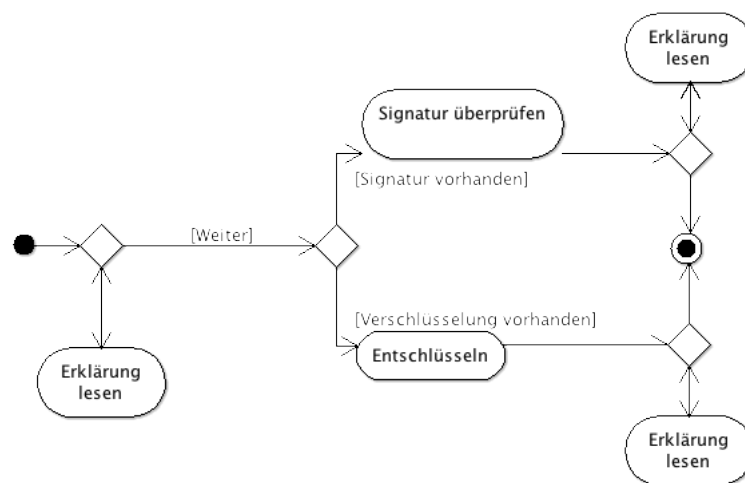 Erklärung
lesen
Signatur überprüfen
[Signatur vorhanden]
[Weiter]
[Verschlüsselung vorhanden]
Entschlüsseln
Erklärung
lesen
Erklärung
lesen